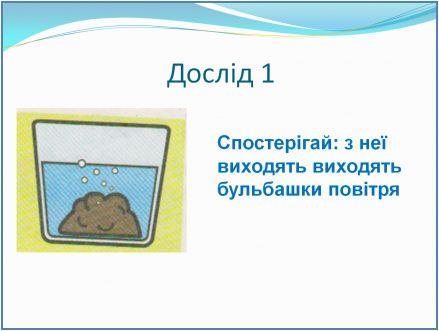 Дослід 1
Спостерігай: з неї
виходять виходять
бульбашки повітря